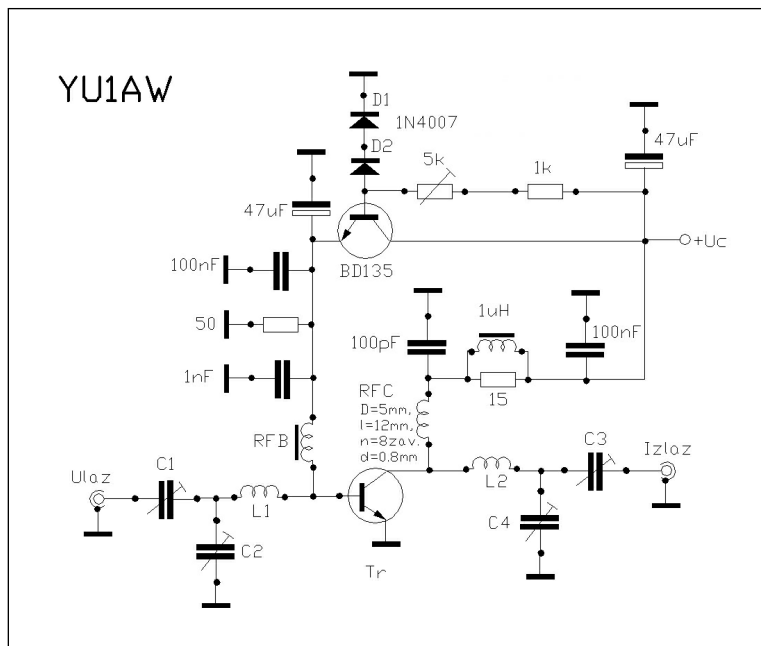 YU1AW
D1
1N4007
D2
5k
1k
47uF
47uF
100nF
BD135
+Uc
50
1uH
100pF
100nF
1nF
15
RFC
D=5mm,
l=12mm,
n=8zav.
d=0.8mm
RFB
Ulaz
C1
L1
C2
Tr
L2
C3
Izlaz
C4